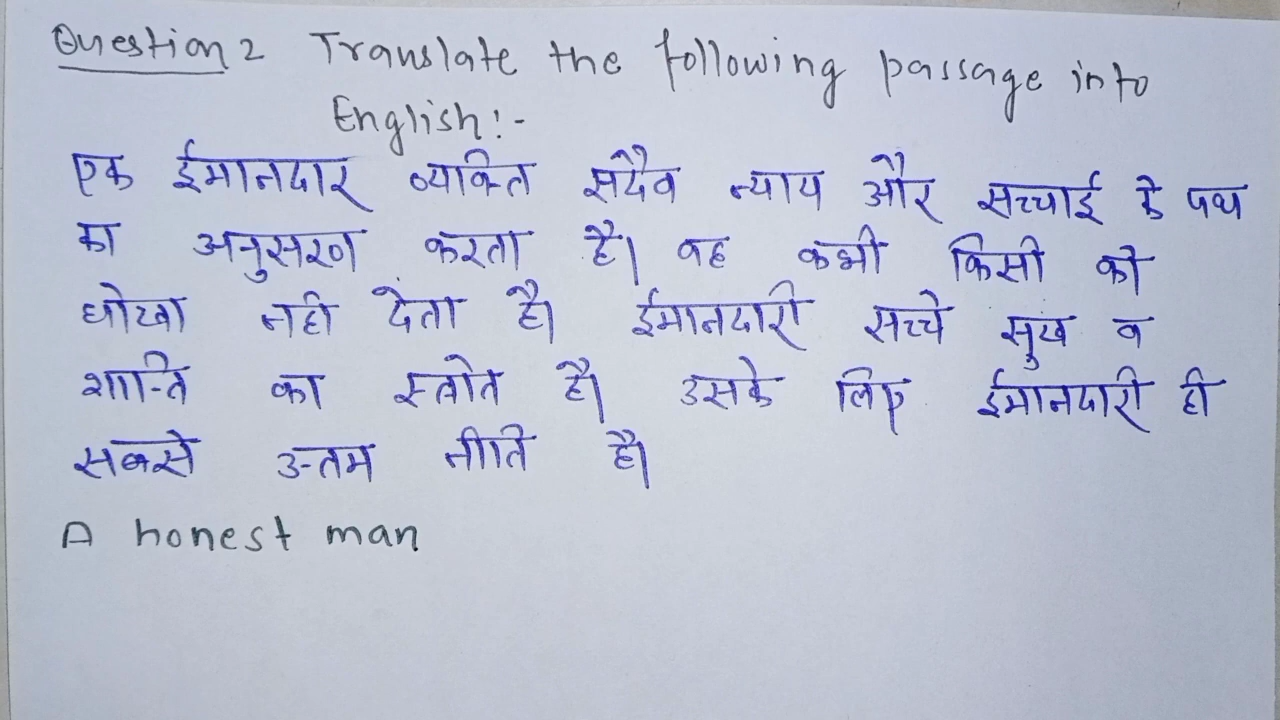 Question 2 Translate the following passage into
English:-
एक ईमानदार व्यक्ति सदैव न्याय और सच्चाई के पथ
का अनुसरण करता है। वह कभी किसी को
धोखा नही देता है। ईमानदारी सच्चे सुख व
शान्ति का स्त्रोत है। उसके लिए ईमानदारी ही
सबसे उत्तम नीति है।
A honest man